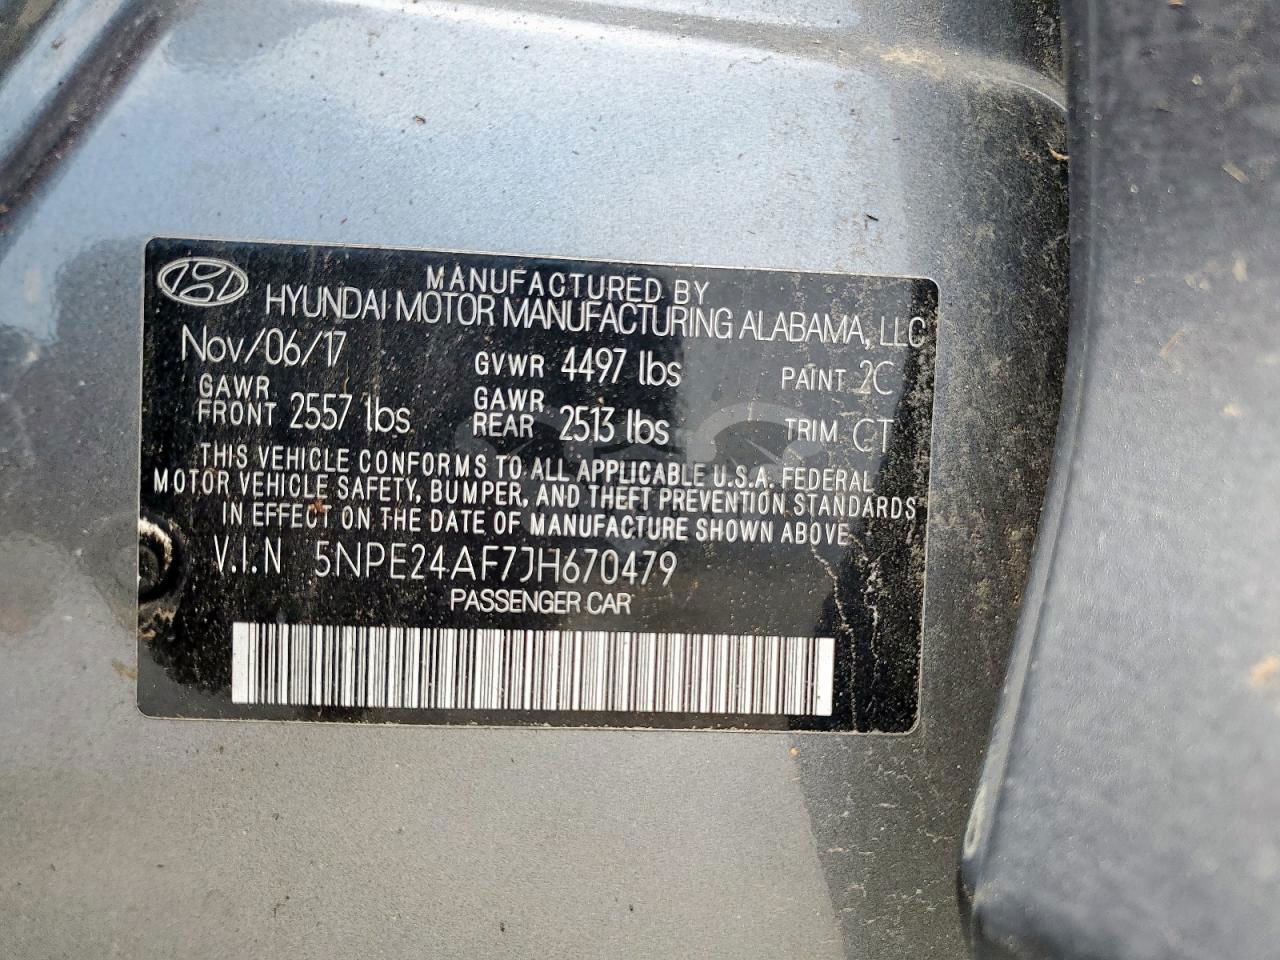 MANUFACTURED BY
HYUNDAI MOTOR MANUFACTURING ALABAMA, LLC
Nov/06/17 GVWR 4497 lbs PAINT 2C
GAWR FRONT 2557 lbs GAWR REAR 2513 lbs TRIM CT
THIS VEHICLE CONFORMS TO ALL APPLICABLE U.S.A. FEDERAL
MOTOR VEHICLE SAFETY, BUMPER, AND THEFT PREVENTION STANDARDS
IN EFFECT ON THE DATE OF MANUFACTURE SHOWN ABOVE
V.I.N 5NPE24AF7JH670479
PASSENGER CAR